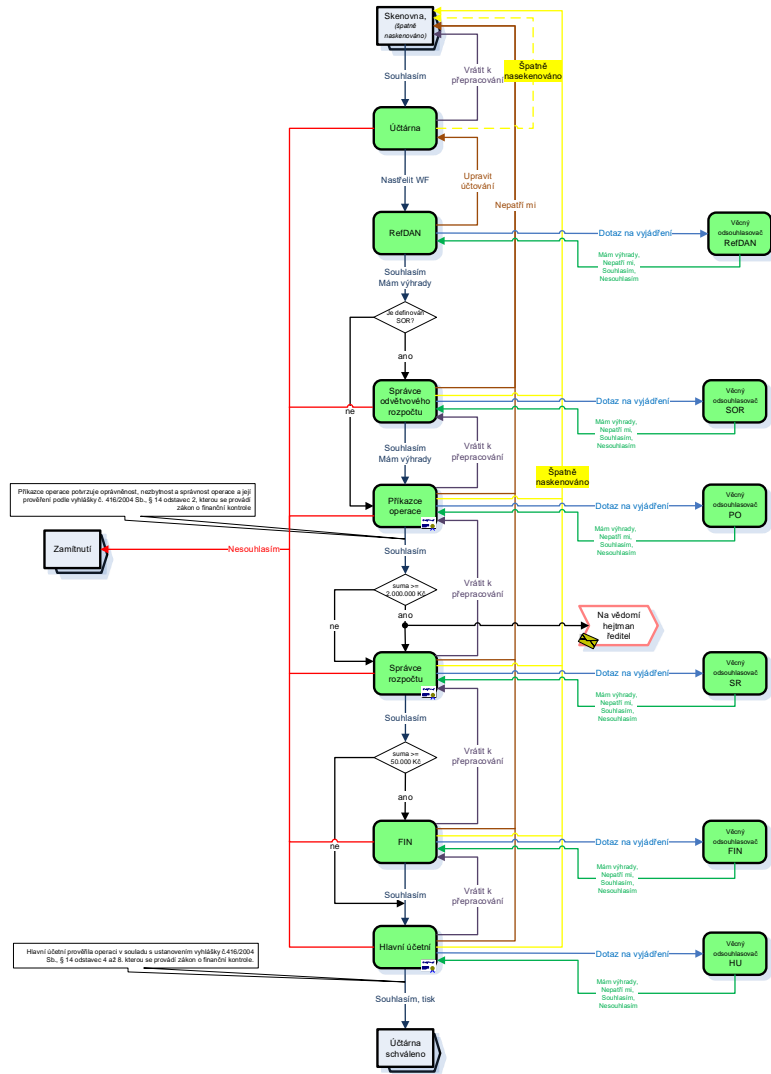 Skenovna,
(špatně
naskenováno)
Souhlasím
Vrátit k
přepracování
Špatně
nasekenováno
Účtárna
Nastřelit WF
Upravit
účtování
Nepatří mi
RefDAN
Dotaz na vyjádření
Věcný
odsouhlasovač
RefDAN
Mám výhrady,
Nepatří mi,
Souhlasím,
Nesouhlasím
Souhlasím
Mám výhrady
Je definován
SOR?
ano
ne
Správce
odvětvového
rozpočtu
Dotaz na vyjádření
Věcný
odsouhlasovač
SOR
Mám výhrady,
Nepatří mi,
Souhlasím,
Nesouhlasím
Souhlasím
Mám výhrady
Vrátit k
přepracování
Špatně
naskenováno
Příkazce operace potvrzuje oprávněnost, nezbytnost a správnost operace a její
prověření podle vyhlášky č. 416/2004 Sb., § 14 odstavec 2, kterou se provádí
zákon o finanční kontrole
Příkazce
operace
Dotaz na vyjádření
Věcný
odsouhlasovač
PO
Mám výhrady,
Nepatří mi,
Souhlasím,
Nesouhlasím
Zamítnutí
Nesouhlasím
Souhlasím
Vrátit k
přepracování
suma >=
2.000.000 Kč
ano
ne
Na vědomí
hejtman
ředitel
Správce
rozpočtu
Dotaz na vyjádření
Věcný
odsouhlasovač
SR
Mám výhrady,
Nepatří mi,
Souhlasím,
Nesouhlasím
Souhlasím
Vrátit k
přepracování
suma >=
50.000 Kč
ano
ne
FIN
Dotaz na vyjádření
Věcný
odsouhlasovač
FIN
Mám výhrady,
Nepatří mi,
Souhlasím,
Nesouhlasím
Souhlasím
Vrátit k
přepracování
Hlavní účetní prověřila operaci v souladu s ustanovením vyhlášky č.416/2004
Sb., § 14 odstavec 4 až 8. kterou se provádí zákon o finanční kontrole.
Hlavní účetní
Dotaz na vyjádření
Věcný
odsouhlasovač
HU
Mám výhrady,
Nepatří mi,
Souhlasím,
Nesouhlasím
Souhlasím, tisk
Účtárna
schváleno